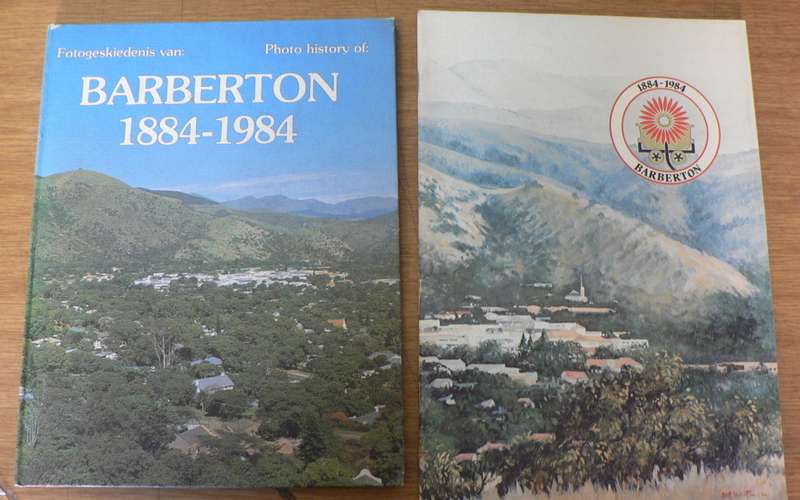 Fotogeskiedenis van:
Photo history of:
BARBERTON
1884-1984
1884-1984
BARBERTON